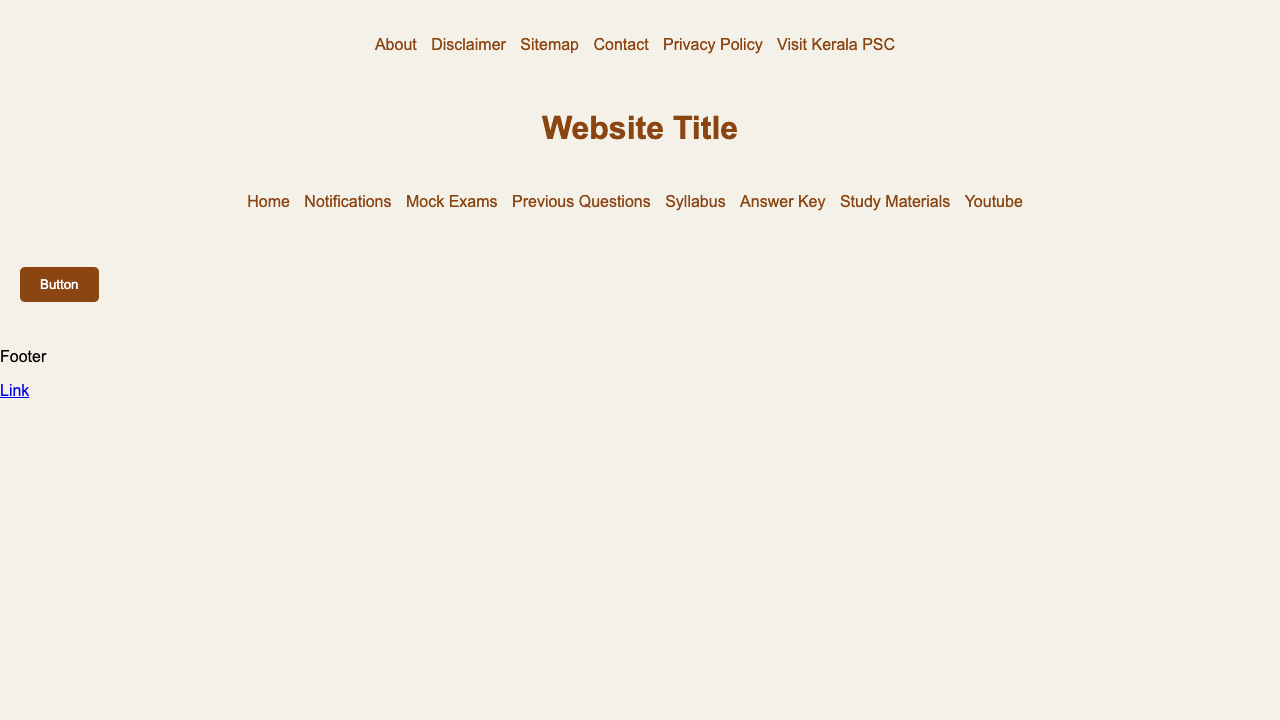 About Disclaimer Sitemap Contact Privacy Policy Visit Kerala PSC
Website Title
Home Notifications Mock Exams Previous Questions Syllabus Answer Key Study Materials Youtube
Button
Footer
Link